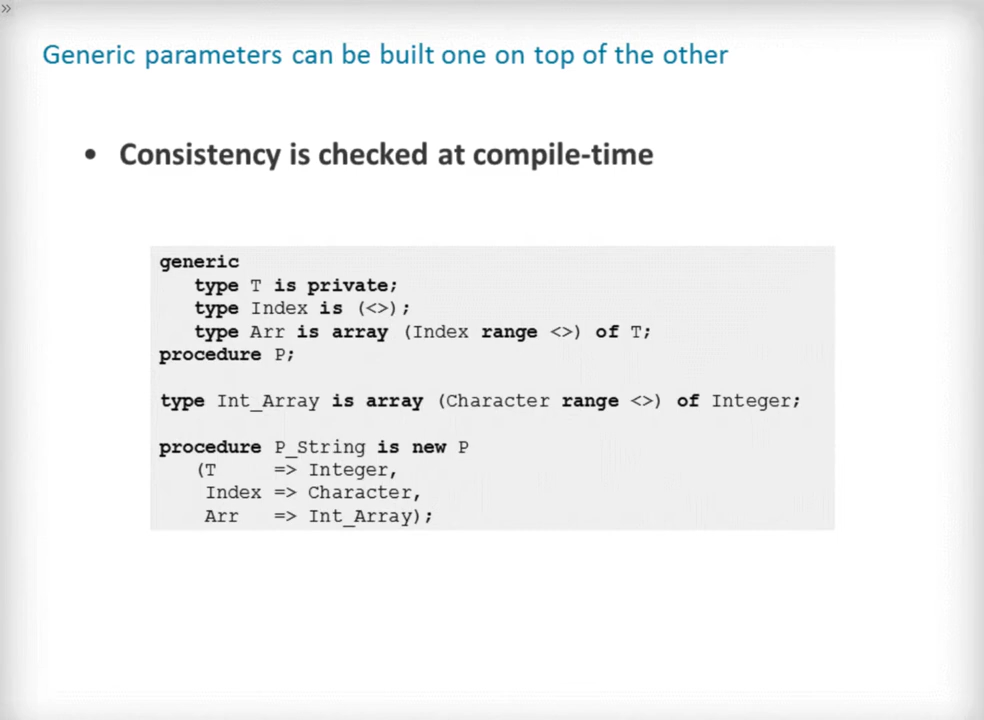 »
Generic parameters can be built one on top of the other
• Consistency is checked at compile-time
generic
   type T is private;
   type Index is (<>);
   type Arr is array (Index range <>) of T;
procedure P;
type Int_Array is array (Character range <>) of Integer;
procedure P_String is new P
   (T     => Integer,
    Index => Character,
    Arr   => Int_Array);